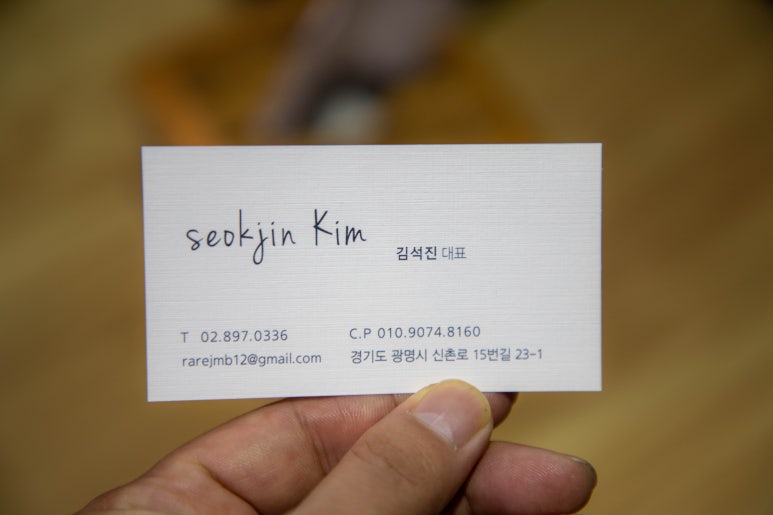 seokjin Kim
김석진 대표
T 02.897.0336
C.P 010.9074.8160
rarejmb12@gmail.com
경기도 광명시 신촌로 15번길 23-1